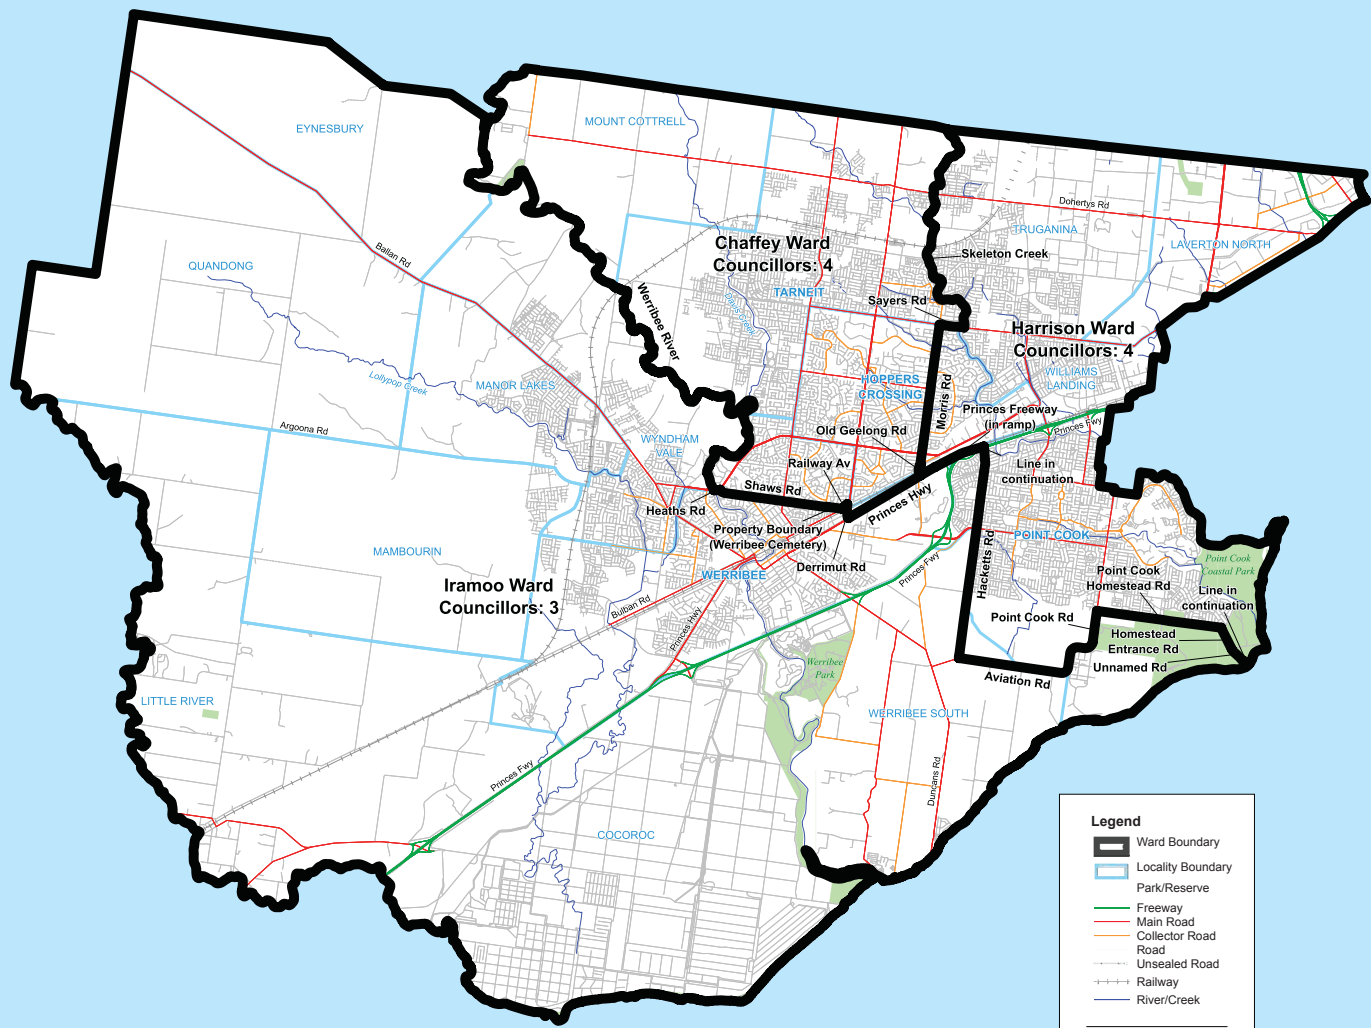 EYNESBURY
MOUNT COTTRELL
Dohertys Rd
TRUGANINA
LAVERTON NORTH
Skeleton Creek
Chaffey Ward
Councillors: 4
Ballan Rd
QUANDONG
Werribee River
TARNEIT
Davis Creek
Sayers Rd
Harrison Ward
Councillors: 4
WILLIAMS
LANDING
HOPPERS
CROSSING
Morris Rd
Lollypop Creek
MANOR LAKES
Princes Freeway
(in ramp)
Princes Fwy
Argoona Rd
WYNDHAM
VALE
Old Geelong Rd
Railway Av
Line in
continuation
Shaws Rd
Princes Hwy
Heaths Rd
Property Boundary
(Werribee Cemetery)
Derrimut Rd
Hacketts Rd
POINT COOK
MAMBOURIN
WERRIBEE
Princes Fwy
Point Cook
Coastal Park
Point Cook
Homestead Rd
Line in
continuation
Iramoo Ward
Councillors: 3
Bulban Rd
Princes Hwy
Point Cook Rd
Homestead
Entrance Rd
Unnamed Rd
Werribee
Park
Aviation Rd
LITTLE RIVER
WERRIBEE SOUTH
Princes Fwy
Duncans Rd
COCOROC
Legend
Ward Boundary
Locality Boundary
Park/Reserve
Freeway
Main Road
Collector Road
Road
Unsealed Road
Railway
River/Creek